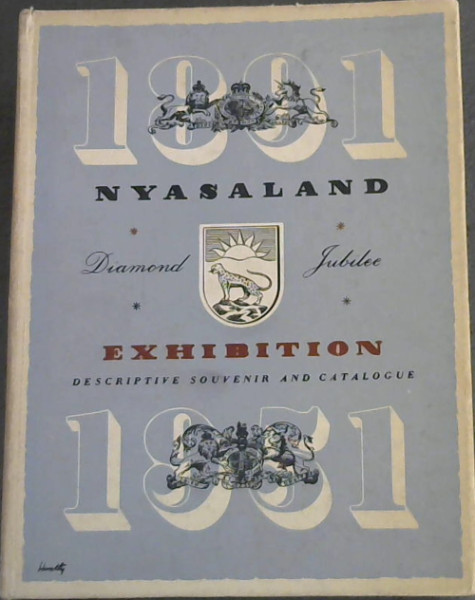 1891
NYASALAND
Diamond Jubilee
EXHIBITION
DESCRIPTIVE SOUVENIR AND CATALOGUE
1951